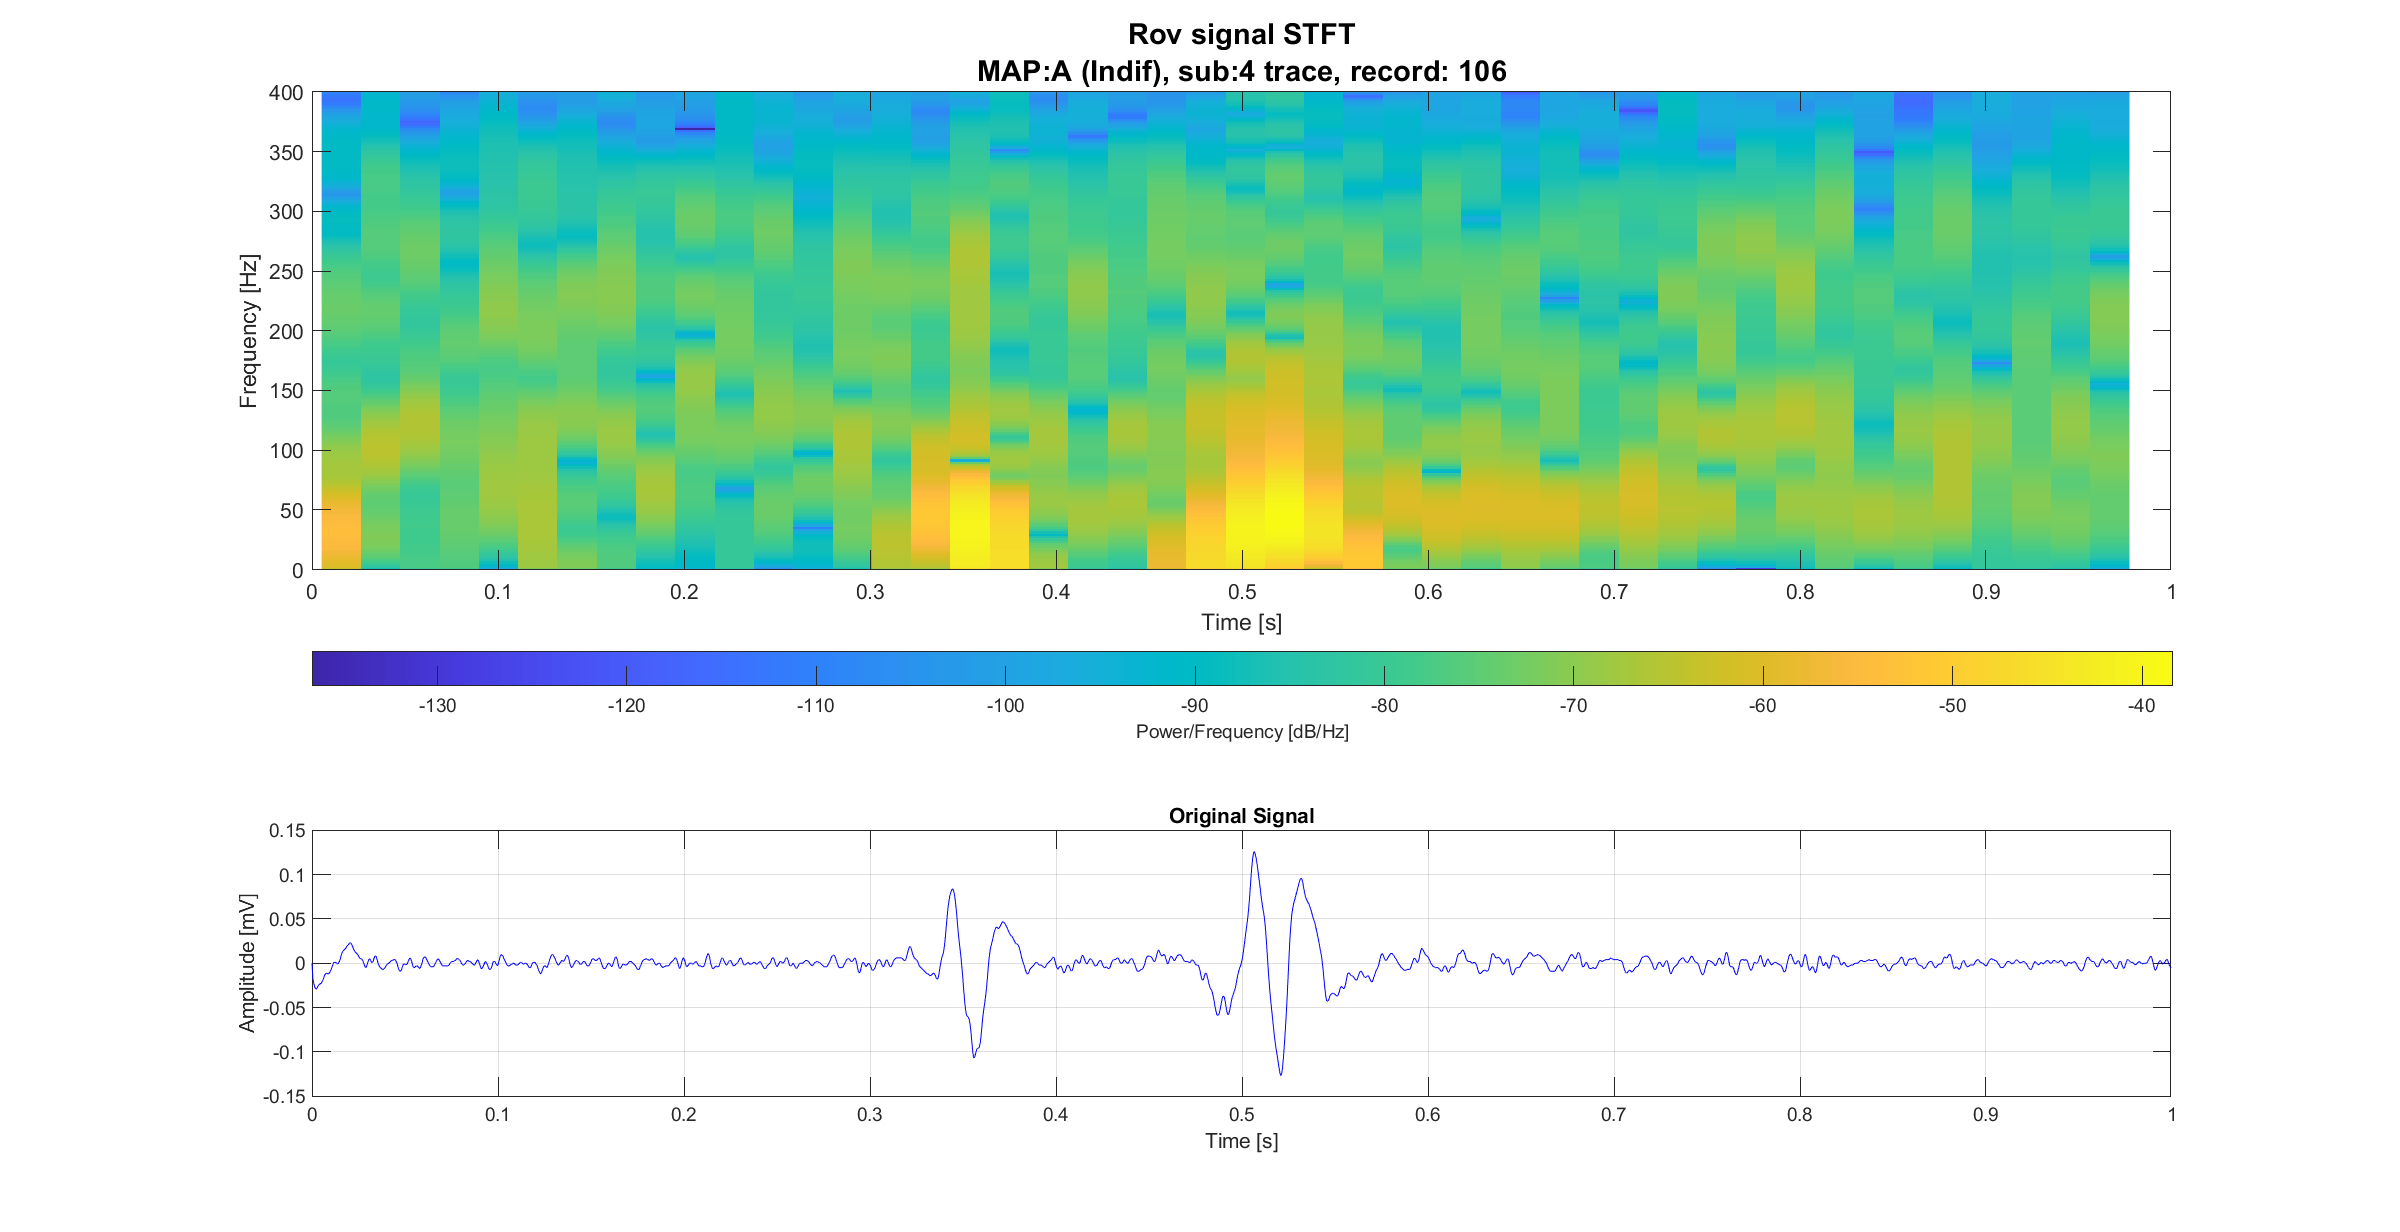 Rov signal STFT
MAP:A (Indif), sub:4 trace, record: 106
400
350
300
250
200
150
100
50
0
Frequency [Hz]
0 0.1 0.2 0.3 0.4 0.5 0.6 0.7 0.8 0.9 1
Time [s]
-130 -120 -110 -100 -90 -80 -70 -60 -50 -40
Power/Frequency [dB/Hz]
Original Signal
0.15
0.1
0.05
0
-0.05
-0.1
-0.15
Amplitude [mV]
0 0.1 0.2 0.3 0.4 0.5 0.6 0.7 0.8 0.9 1
Time [s]